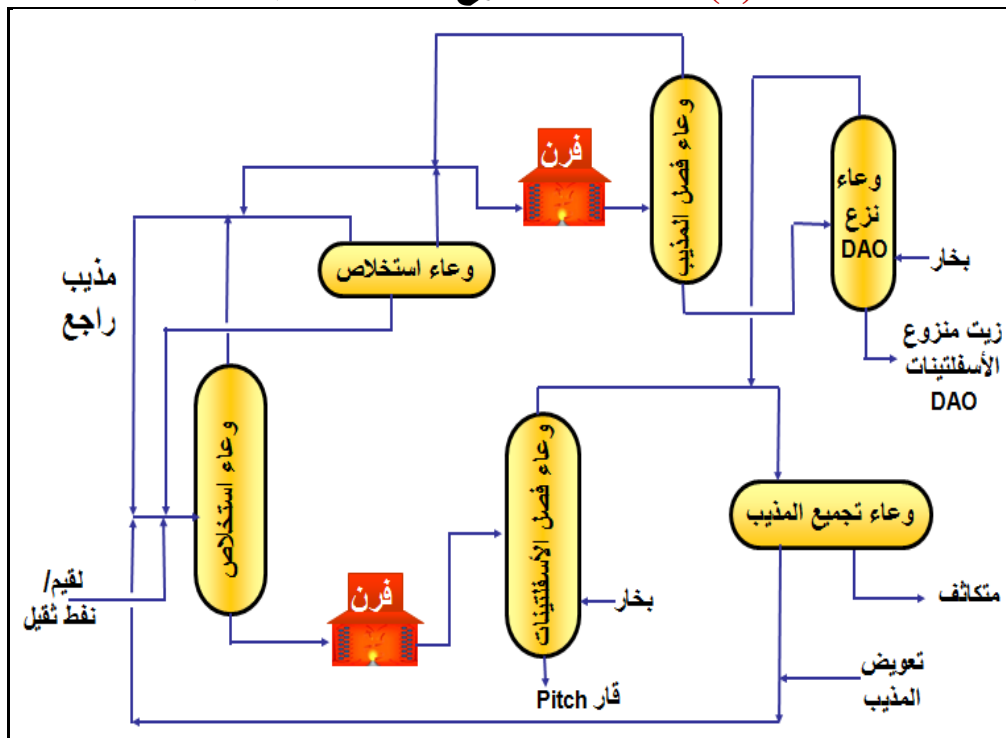 فرن
وعاء فصل المذيب
وعاء
نزع
DAO
بخار
وعاء استخلاص
مذيب
راجع
زيت منزوع
الأسفلتينات
DAO
وعاء استخلاص
وعاء فصل الأسفلتينات
وعاء تجميع المذيب
لقيم/
نفط ثقيل
فرن
بخار
متكاثف
تعويض
المذيب
قار Pitch